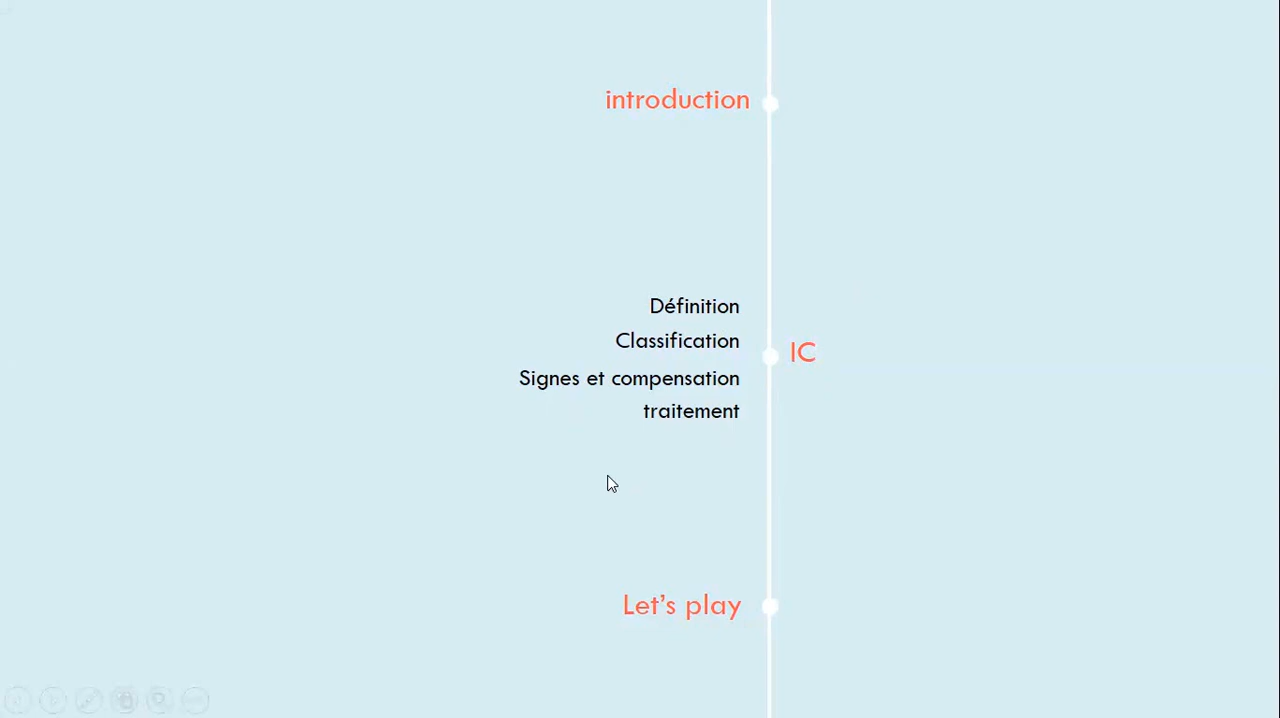 introduction
Définition
Classification
IC
Signes et compensation
traitement
Let's play